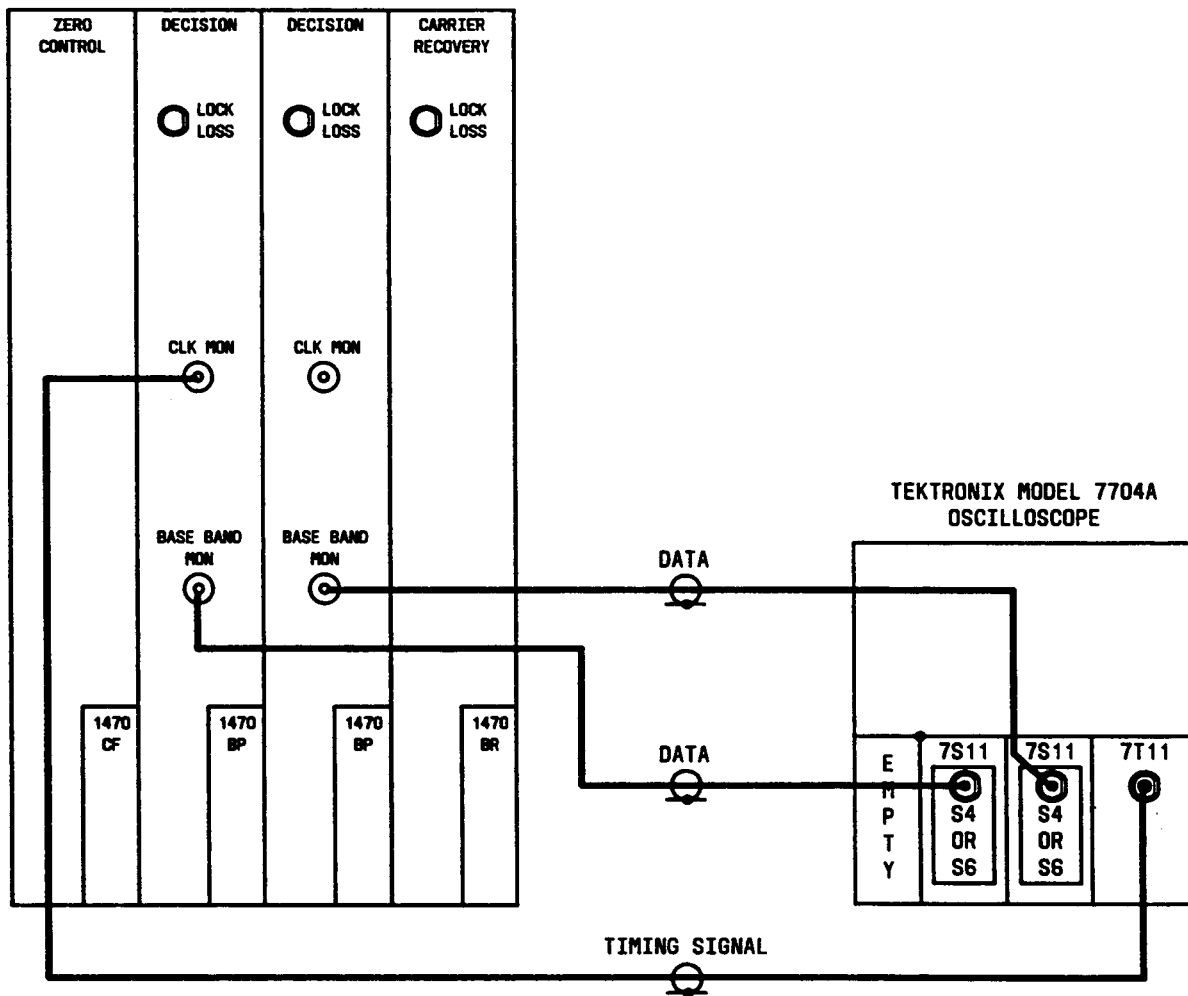 ZERO
CONTROL
DECISION
DECISION
CARRIER
RECOVERY
LOCK
LOSS
LOCK
LOSS
LOCK
LOSS
CLK MON
CLK MON
BASE BAND
MON
BASE BAND
MON
1470
CF
1470
BP
1470
BP
1470
BR
DATA
DATA
TIMING SIGNAL
TEKTRONIX MODEL 7704A
OSCILLOSCOPE
E
M
P
T
Y
7S11
S4
OR
S6
7S11
S4
OR
S6
7T11